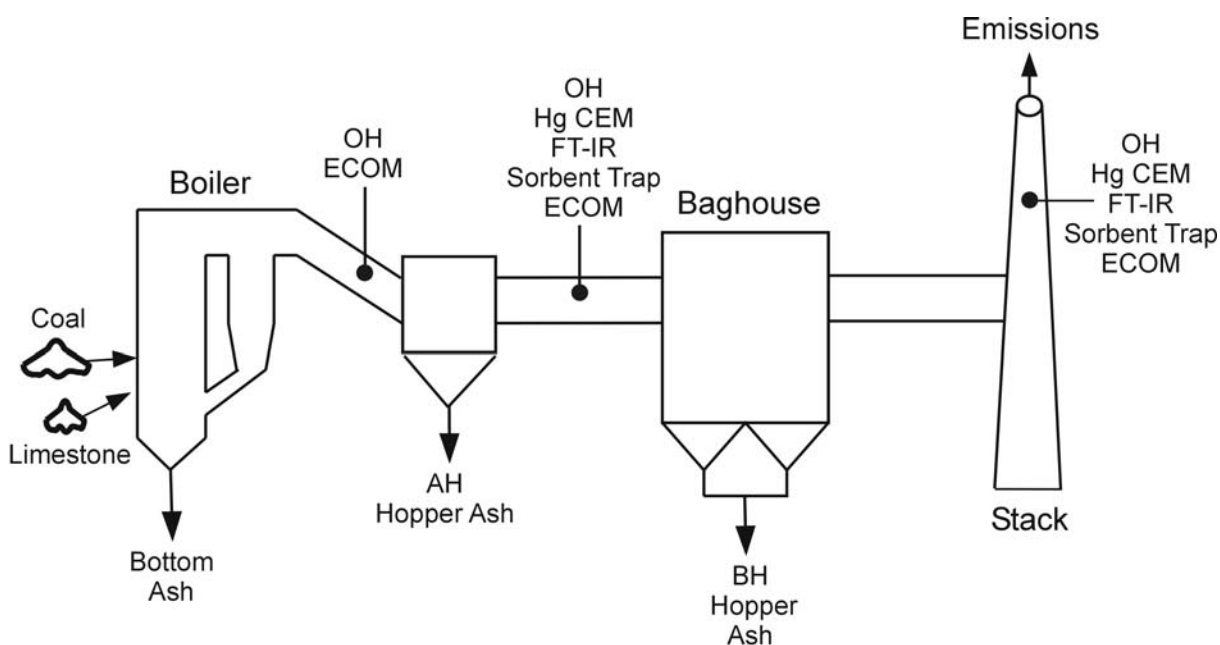 Emissions
OH
Hg CEM
FT-IR
Sorbent Trap
ECOM
OH
ECOM
OH
Hg CEM
FT-IR
Sorbent Trap
ECOM
Boiler
Baghouse
Coal
Limestone
AH
Hopper Ash
Stack
Bottom
Ash
BH
Hopper
Ash